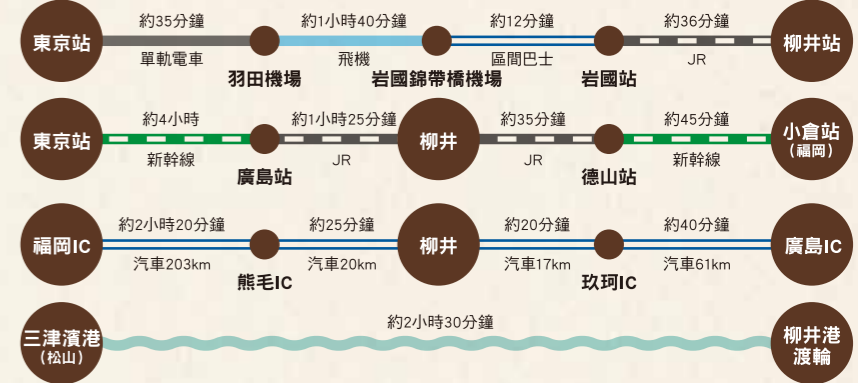 約35分鐘 約1小時40分鐘 約12分鐘 約36分鐘
東京站 柳井站
單軌電車 飛機 區間巴士 JR
羽田機場 岩國錦帶橋機場 岩國站
約4小時 約1小時25分鐘 約35分鐘 約45分鐘
東京站 柳井 小倉站
(福岡)
新幹線 JR JR 新幹線
廣島站 德山站
約2小時20分鐘 約25分鐘 約20分鐘 約40分鐘
福岡IC 柳井 廣島IC
汽車203km 汽車20km 汽車17km 汽車61km
熊毛IC 玖珂IC
約2小時30分鐘
三津濱港
(松山)
柳井港
渡輪